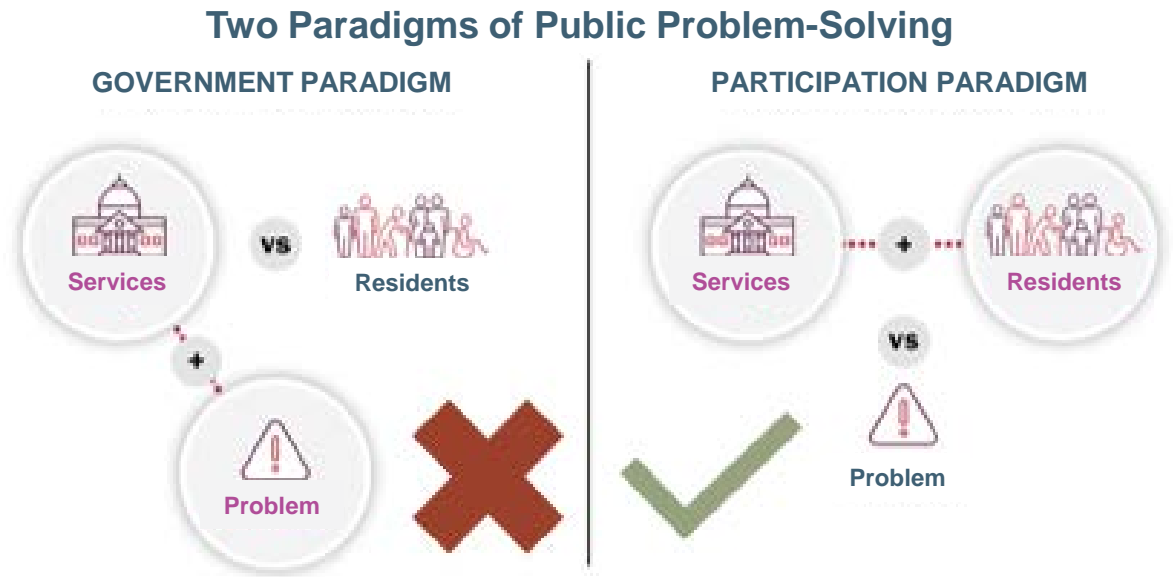 Two Paradigms of Public Problem-Solving
GOVERNMENT PARADIGM
Services
vs
Residents
+
Problem
PARTICIPATION PARADIGM
Services
+
Residents
vs
Problem